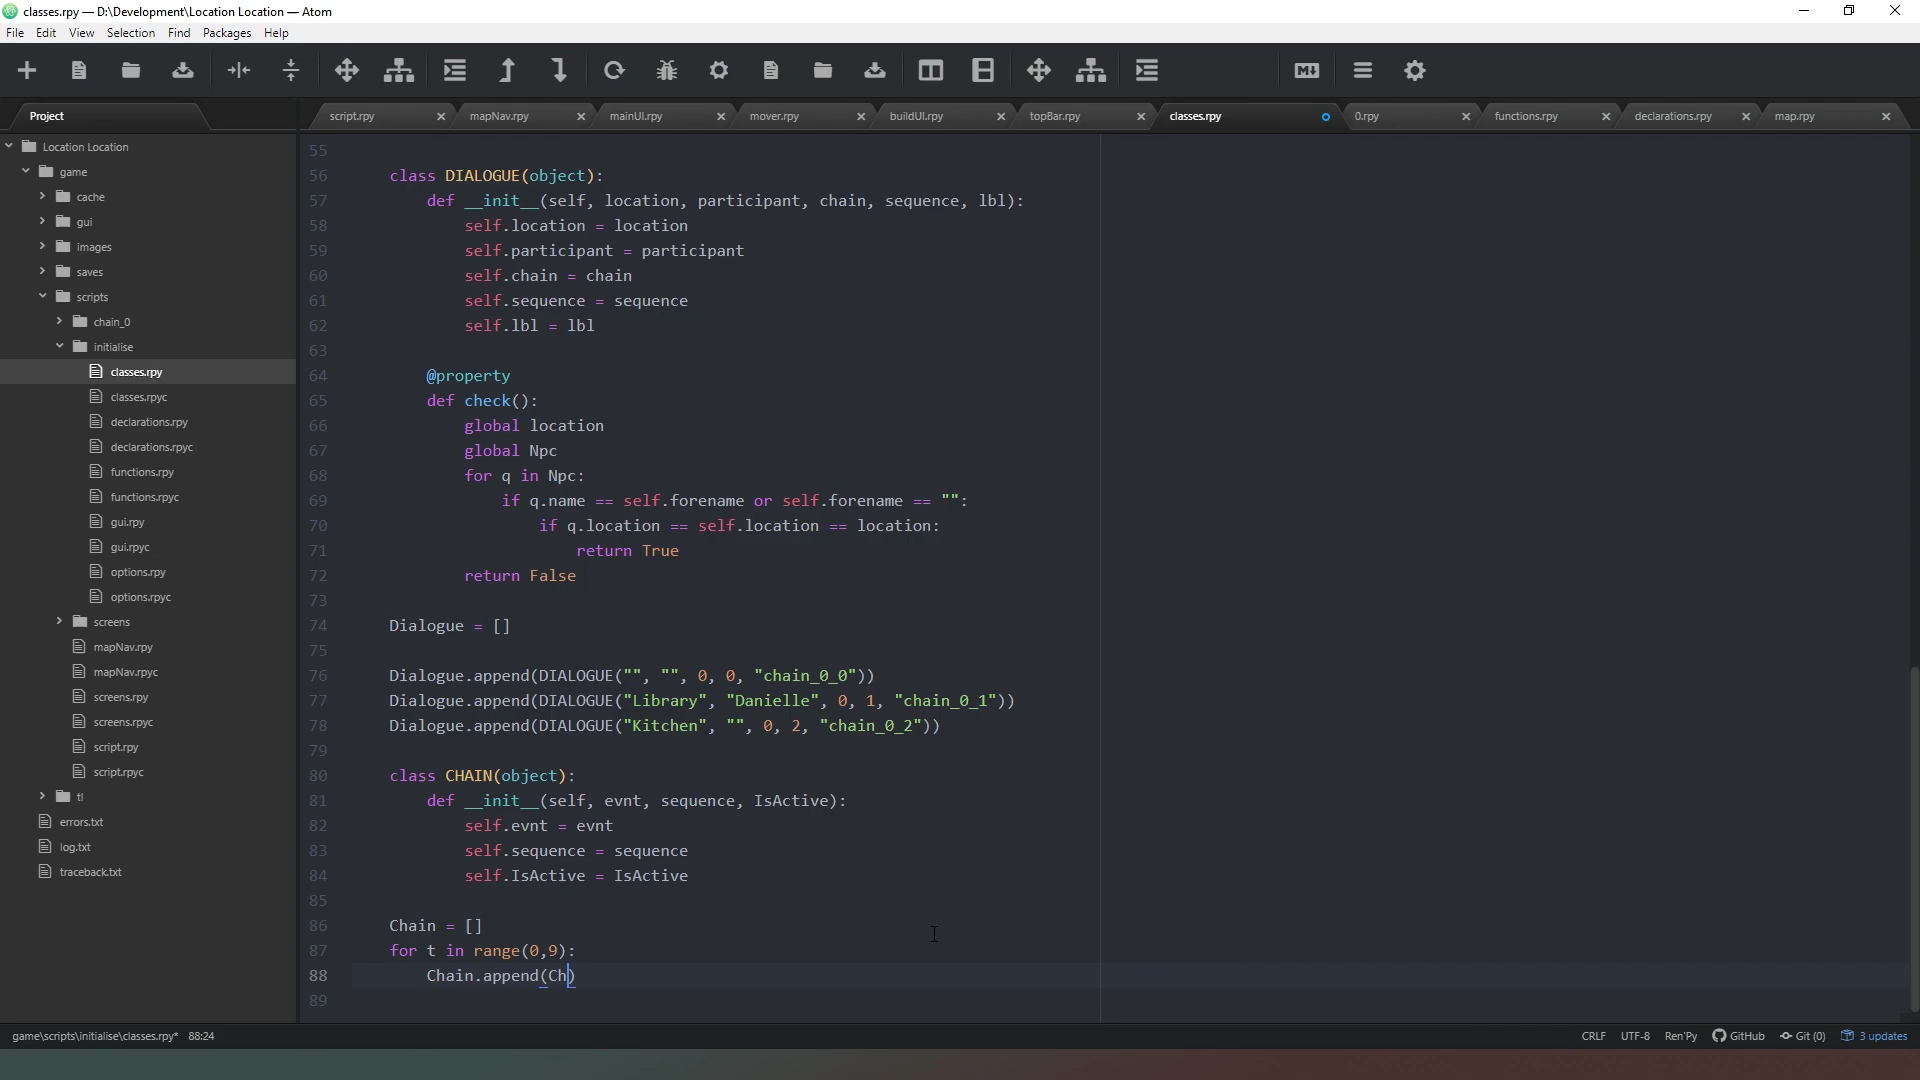 classes.rpy — D:\Development\Location Location — Atom
File Edit View Selection Find Packages Help
M↓
Project
script.rpy mapNav.rpy mainUI.rpy mover.rpy buildUI.rpy topBar.rpy classes.rpy 0.rpy functions.rpy declarations.rpy map.rpy
Location Location
game
cache
gui
images
saves
scripts
chain_0
initialise
classes.rpy
classes.rpyc
declarations.rpy
declarations.rpyc
functions.rpy
functions.rpyc
gui.rpy
gui.rpyc
options.rpy
options.rpyc
screens
mapNav.rpy
mapNav.rpyc
screens.rpy
screens.rpyc
script.rpy
script.rpyc
tl
errors.txt
log.txt
traceback.txt
55
56 class DIALOGUE(object):
57 def __init__(self, location, participant, chain, sequence, lbl):
58 self.location = location
59 self.participant = participant
60 self.chain = chain
61 self.sequence = sequence
62 self.lbl = lbl
63
64 @property
65 def check():
66 global location
67 global Npc
68 for q in Npc:
69 if q.name == self.forename or self.forename == "":
70 if q.location == self.location == location:
71 return True
72 return False
73
74 Dialogue = []
75
76 Dialogue.append(DIALOGUE("", "", 0, 0, "chain_0_0"))
77 Dialogue.append(DIALOGUE("Library", "Danielle", 0, 1, "chain_0_1"))
78 Dialogue.append(DIALOGUE("Kitchen", "", 0, 2, "chain_0_2"))
79
80 class CHAIN(object):
81 def __init__(self, evnt, sequence, IsActive):
82 self.evnt = evnt
83 self.sequence = sequence
84 self.IsActive = IsActive
85
86 Chain = []
87 for t in range(0,9):
88 Chain.append(Ch)
89
game\scripts\initialise\classes.rpy* 88:24 CRLF UTF-8 Ren'Py GitHub Git (0) 3 updates